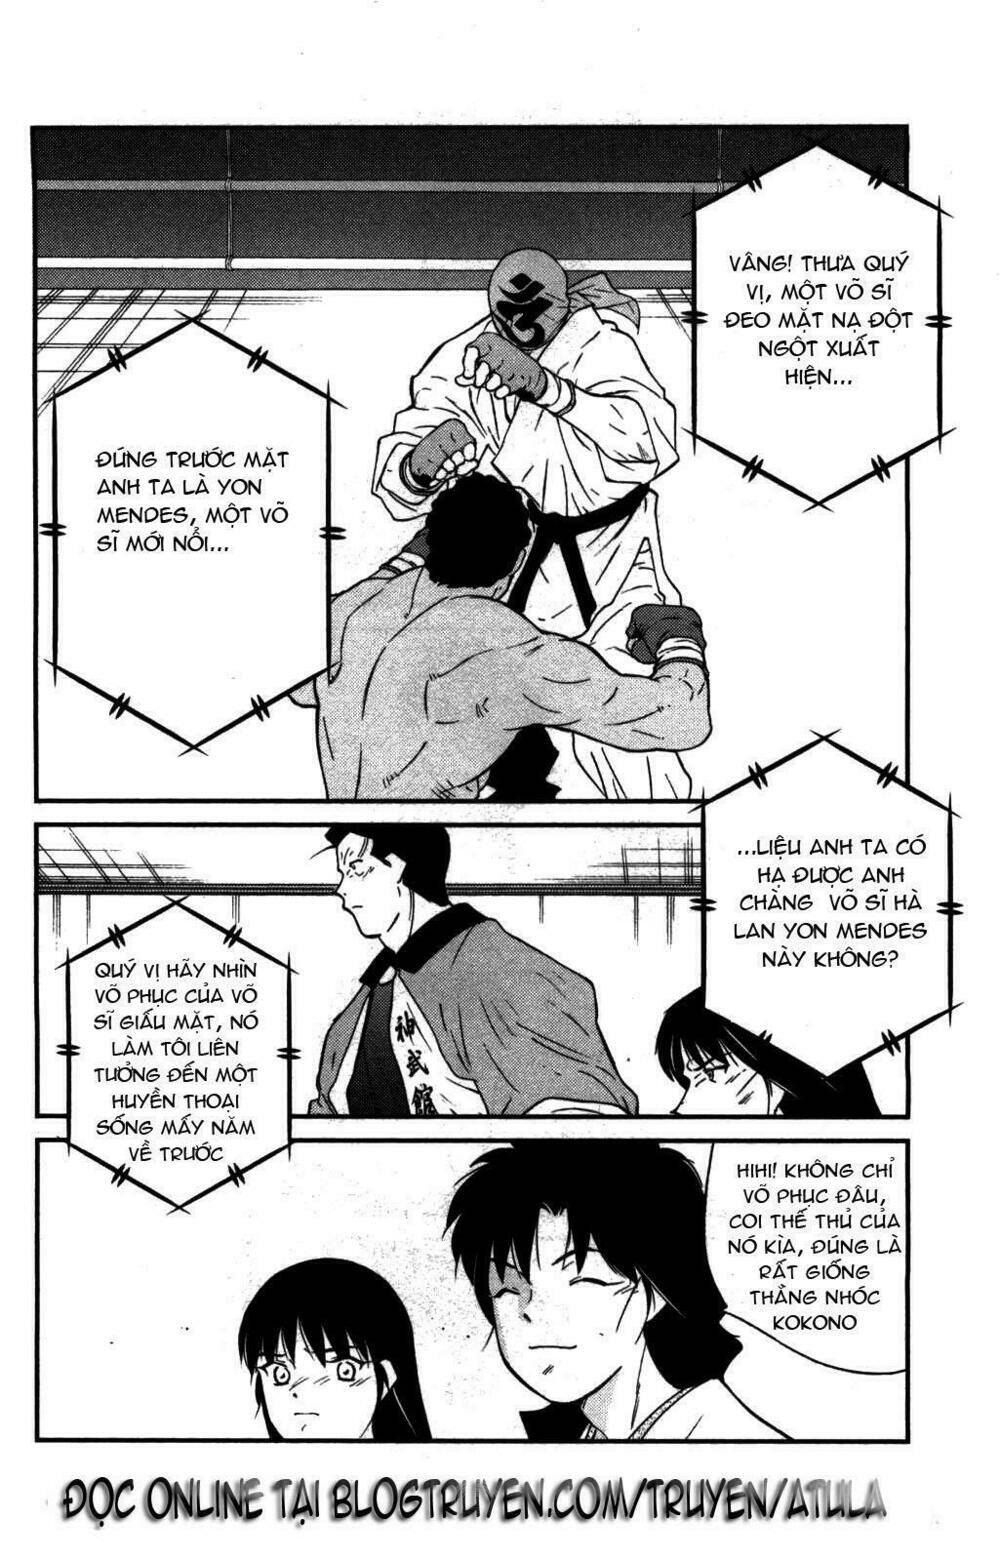 VÂNG! THƯA QUÝ
VỊ, MỘT VÕ SĨ
ĐEO MẶT NẠ ĐỘT
NGỘT XUẤT
HIỆN...
ĐÚNG TRƯỚC MẶT
ANH TA LÀ YON
MENDES, MỘT VÕ
SĨ MỚI NỔI...
...LIỆU ANH TA CÓ
HẠ ĐƯỢC ANH
CHÀNG VÕ SĨ HÀ
LAN YON MENDES
NÀY KHÔNG?
QUÝ VỊ HÃY NHÌN
VÕ PHỤC CỦA VÕ
SĨ GIẤU MẶT, NÓ
LÀM TÔI LIÊN
TƯỞNG ĐẾN MỘT
HUYỀN THOẠI
SỐNG MẤY NĂM
VỀ TRƯỚC
神武館
HIHI! KHÔNG CHỈ
VÕ PHỤC ĐÂU,
COI THẾ THỦ CỦA
NÓ KÌA, ĐÚNG LÀ
RẤT GIỐNG
THẰNG NHÓC
KOKONO
ĐỌC ONLINE TẠI BLOGTRUYEN.COM/TRUYEN/ATULA